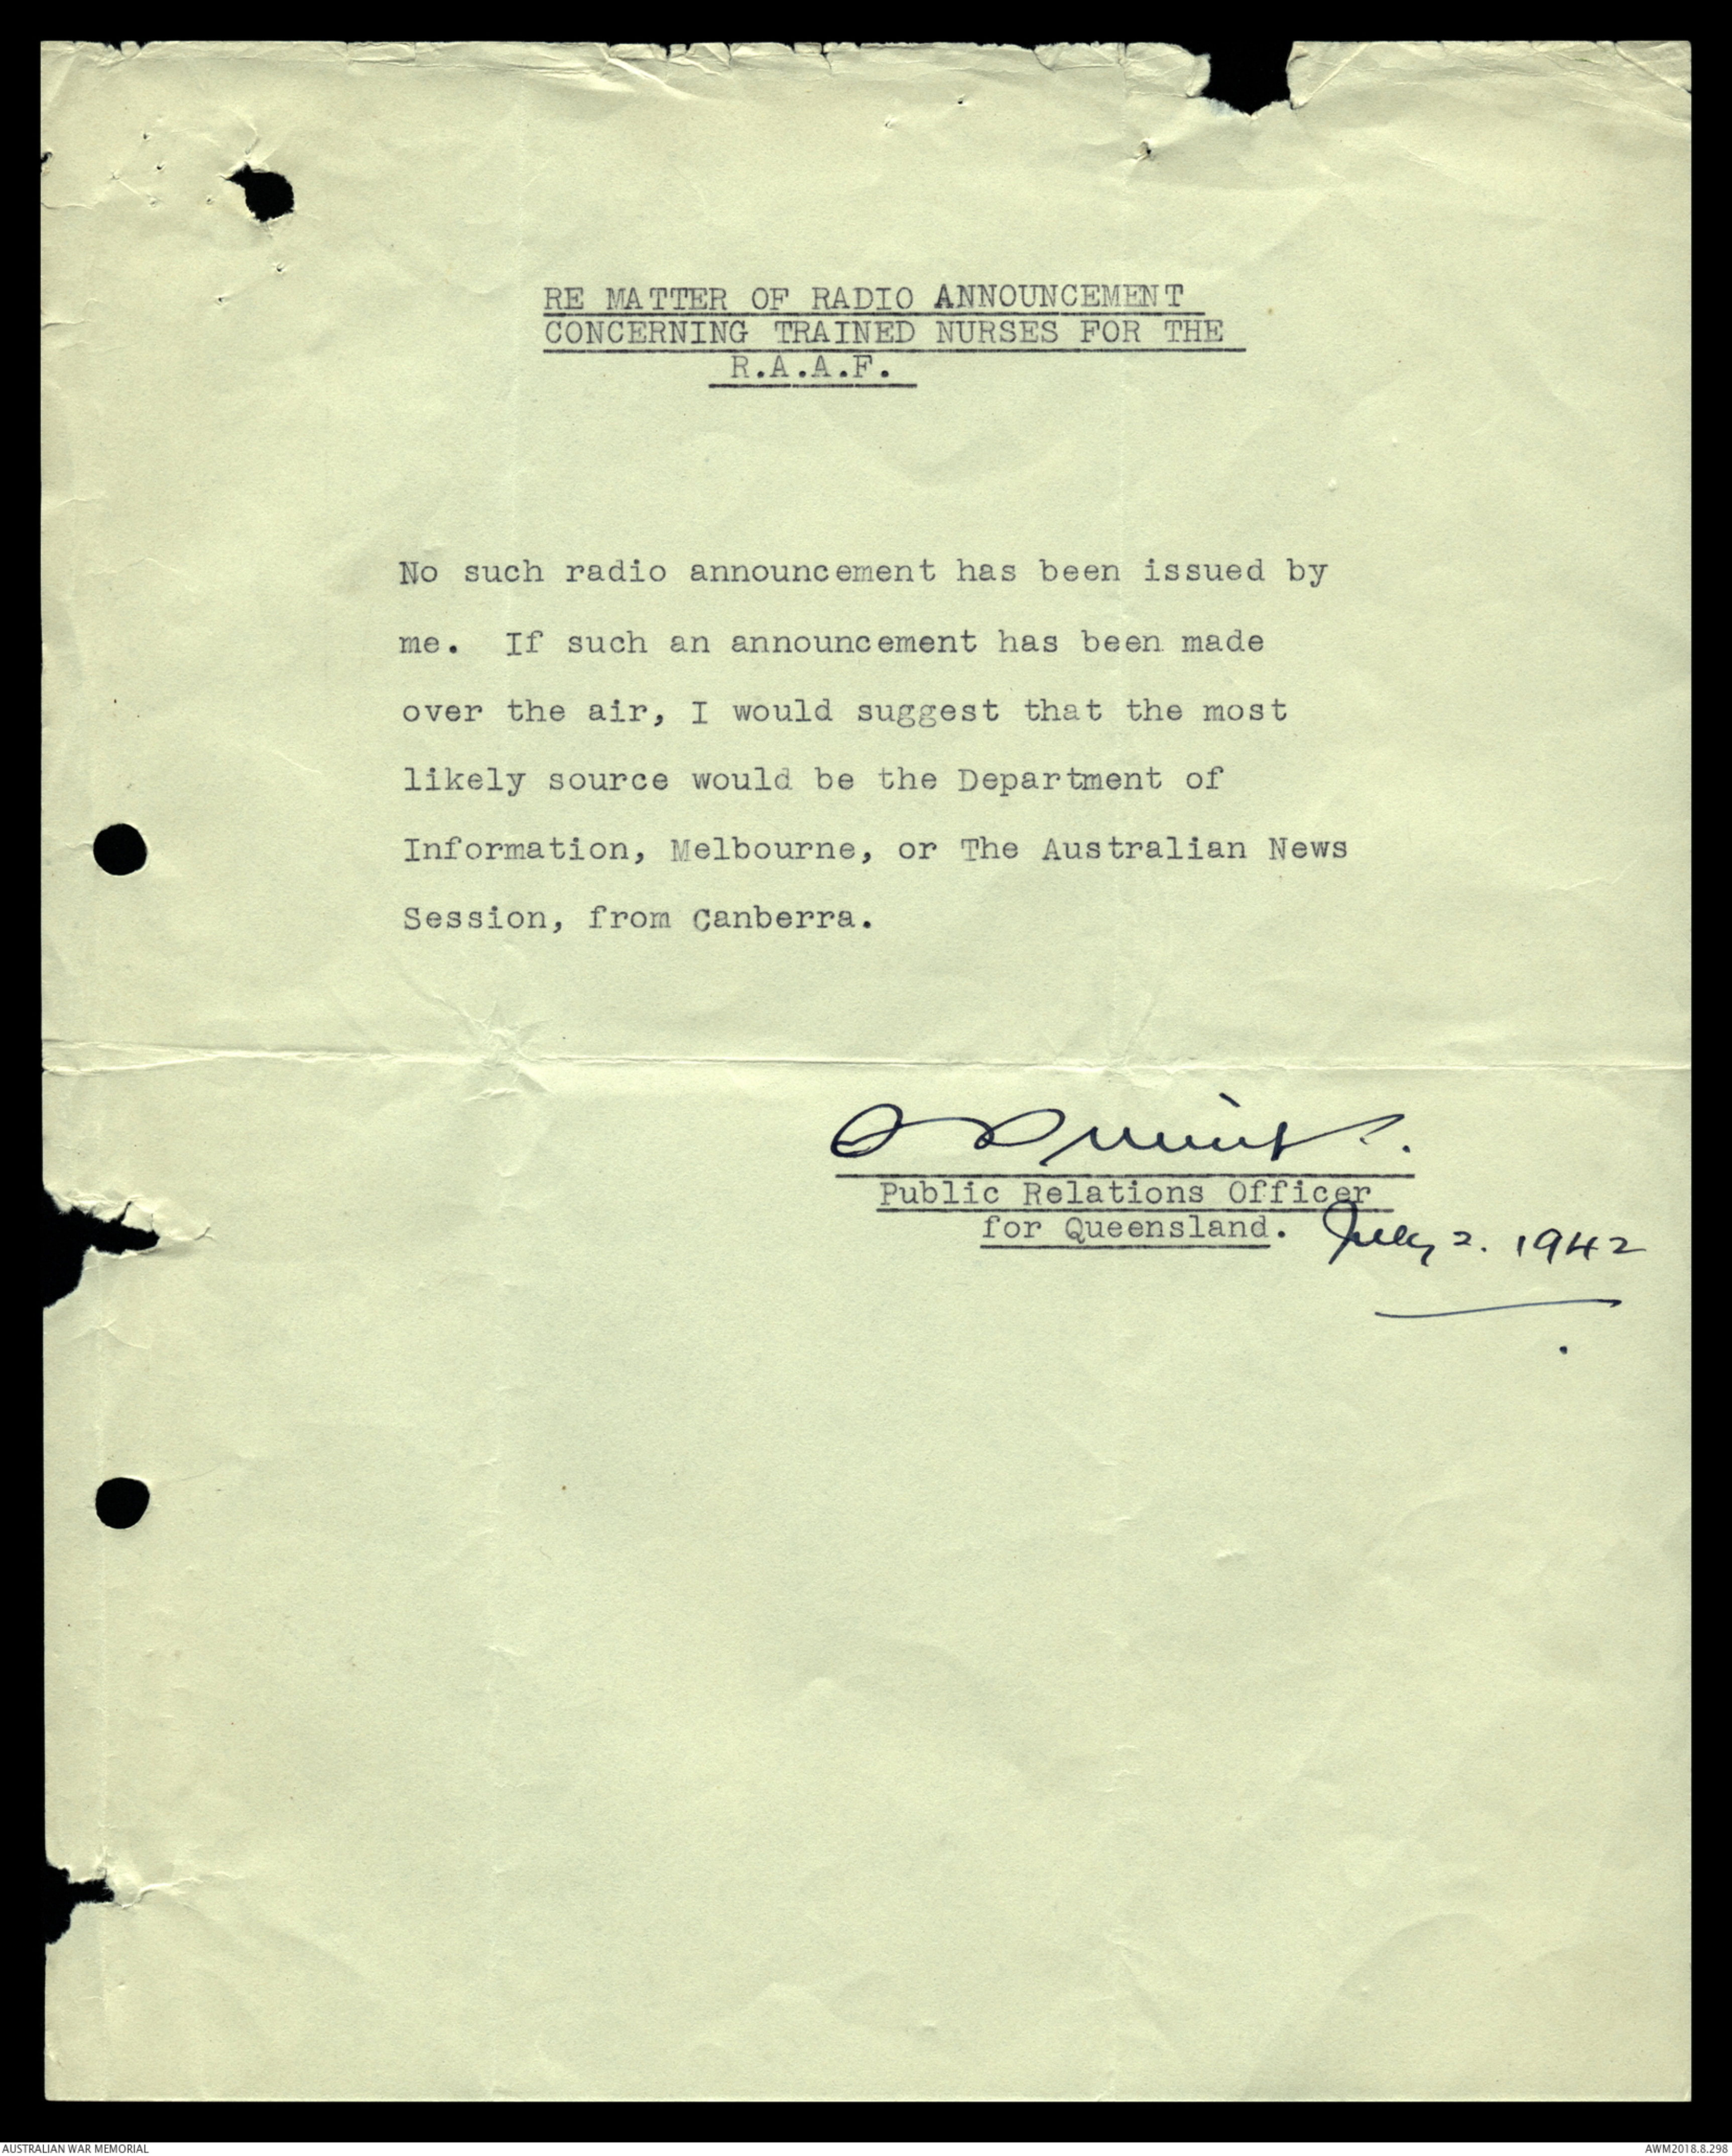 RE MATTER OF RADIO ANNOUNCEMENT
CONCERNING TRAINED NURSES FOR THE
R.A.A.F.
No such radio announcement has been issued by
me. If such an announcement has been made
over the air, I would suggest that the most
likely source would be the Department of
Information, Melbourne, or The Australian News
Session, from Canberra.
Public Relations Officer
for Queensland. July 2. 1942
AUSTRALIAN WAR MEMORIAL
AWM2018.8.298